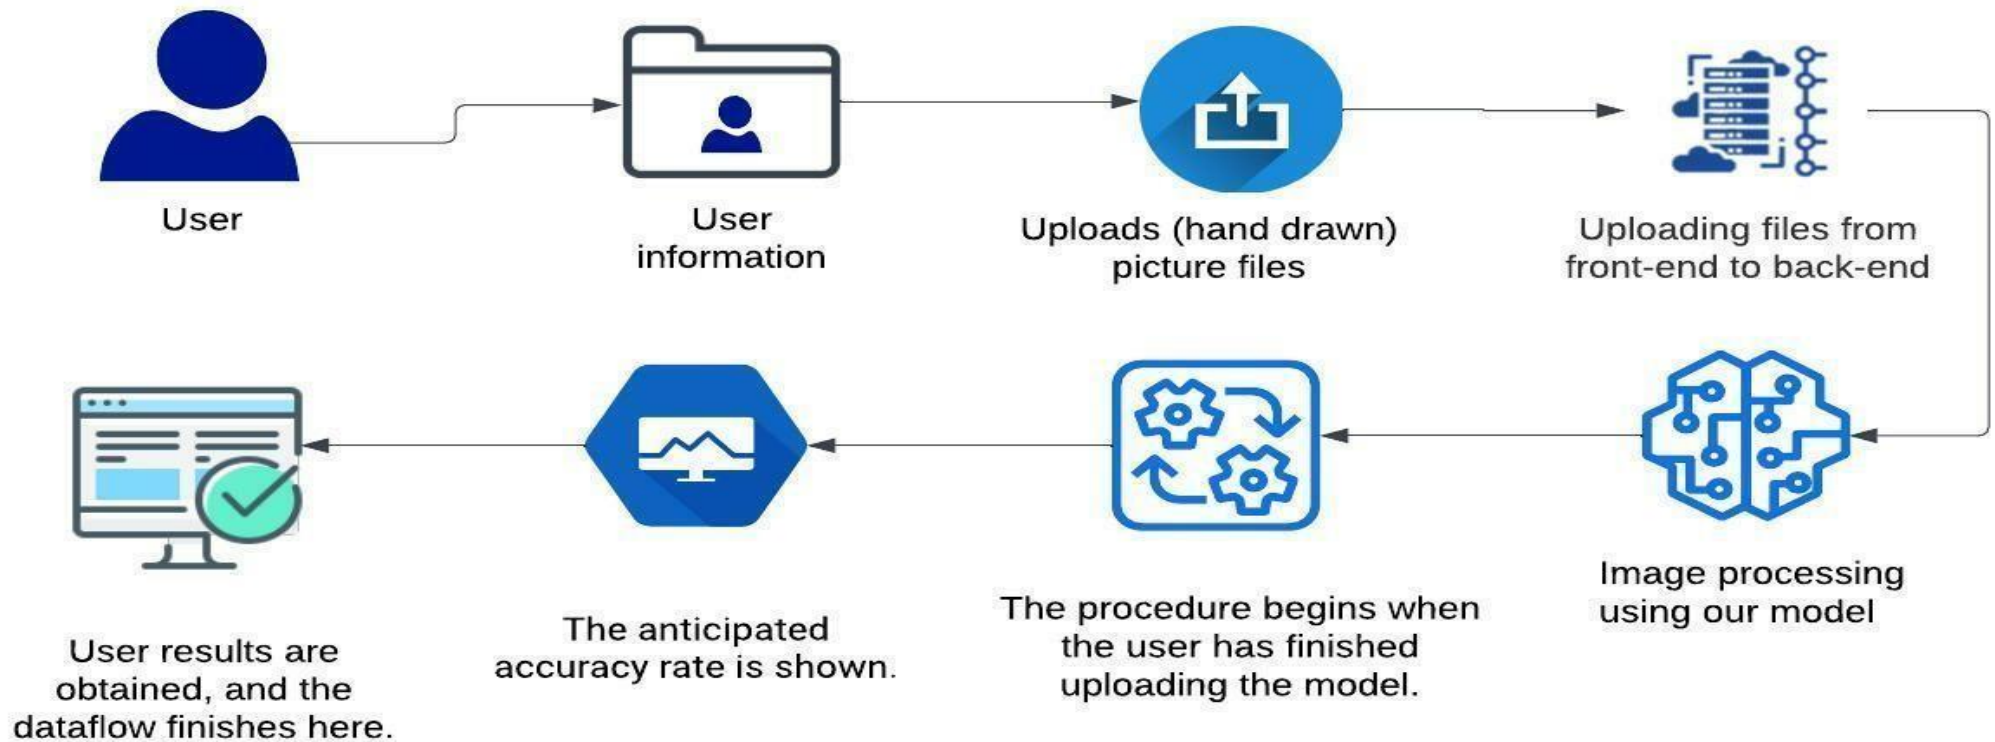 User
User
information
Uploads (hand drawn)
picture files
Uploading files from
front-end to back-end
Image processing
using our model
The procedure begins when
the user has finished
uploading the model.
The anticipated
accuracy rate is shown.
User results are
obtained, and the
dataflow finishes here.